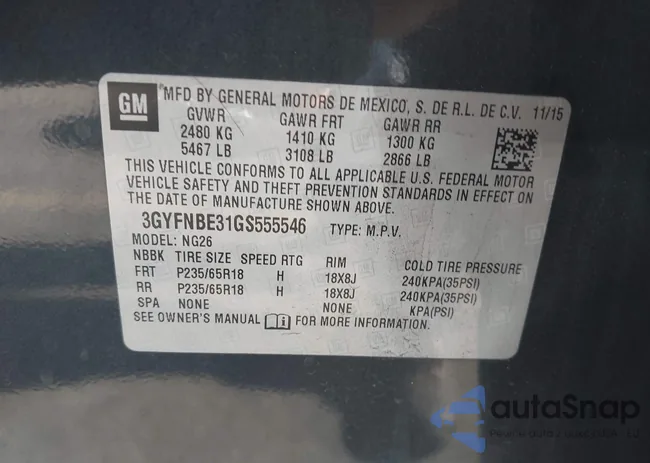 GM
MFD BY GENERAL MOTORS DE MEXICO, S. DE R.L. DE C.V. 11/15
GVWR GAWR FRT GAWR RR
2480 KG 1410 KG 1300 KG
5467 LB 3108 LB 2866 LB
THIS VEHICLE CONFORMS TO ALL APPLICABLE U.S. FEDERAL MOTOR
VEHICLE SAFETY AND THEFT PREVENTION STANDARDS IN EFFECT ON
THE DATE OF MANUFACTURE SHOWN ABOVE.
3GYFNBE31GS555546 TYPE: M.P.V.
MODEL: NG26
NBBK TIRE SIZE SPEED RTG RIM COLD TIRE PRESSURE
FRT P235/65R18 H 18X8J 240KPA(35PSI)
RR P235/65R18 H 18X8J 240KPA(35PSI)
SPA NONE NONE KPA(PSI)
SEE OWNER'S MANUAL FOR MORE INFORMATION.
autoSnap